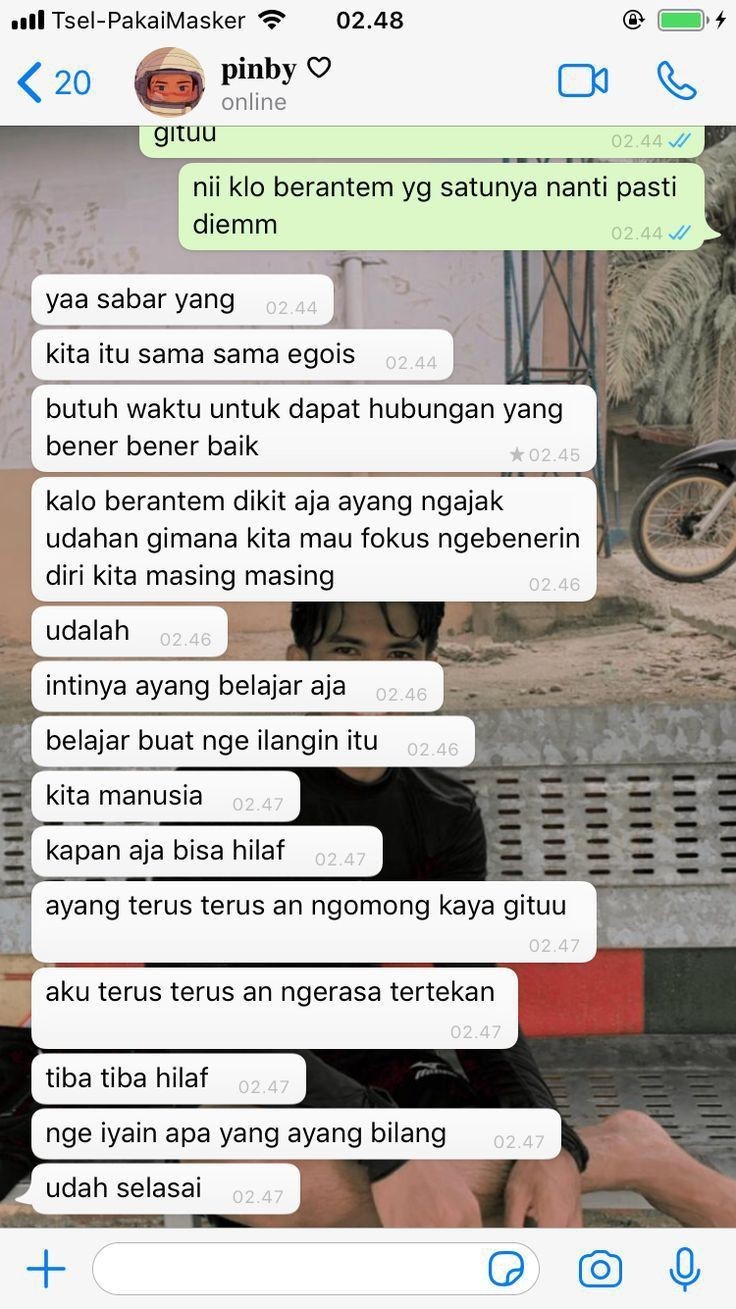 Tsel-PakaiMasker 02.48
20 pinby ♡
online
gituu 02.44
nii klo berantem yg satunya nanti pasti
diemm 02.44
yaa sabar yang 02.44
kita itu sama sama egois 02.44
butuh waktu untuk dapat hubungan yang
bener bener baik ★02.45
kalo berantem dikit aja ayang ngajak
udahan gimana kita mau fokus ngebenerin
diri kita masing masing 02.46
udalah 02.46
intinya ayang belajar aja 02.46
belajar buat nge ilangin itu 02.46
kita manusia 02.47
kapan aja bisa hilaf 02.47
ayang terus terus an ngomong kaya gituu
02.47
aku terus terus an ngerasa tertekan
02.47
tiba tiba hilaf 02.47
nge iyain apa yang ayang bilang 02.47
udah selasai 02.47